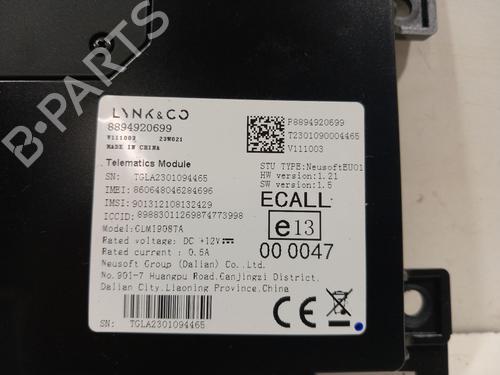 B-PARTS
LYNK & CO
8894920699
V111003 23W021
MADE IN CHINA
P8894920699
T2301090004465
V111003
Telematics Module
SN: TGLA2301094465
IMEI: 860648046284696
IMSI: 901312108132429
ICCID: 89883011269874773998
Model: GLMI9087A
Rated voltage: DC +12V
Rated current : 0.5A
Neusoft Group (Dalian) Co.,Ltd.
No.901-7 Huangpu Road,Ganjingzi District,
Dalian City,Liaoning Province,China
STU TYPE:NeusoftEU01
HW version:1.21
SW version:1.5
ECALL
e13
00 0047
CE
SN: TGLA2301094465